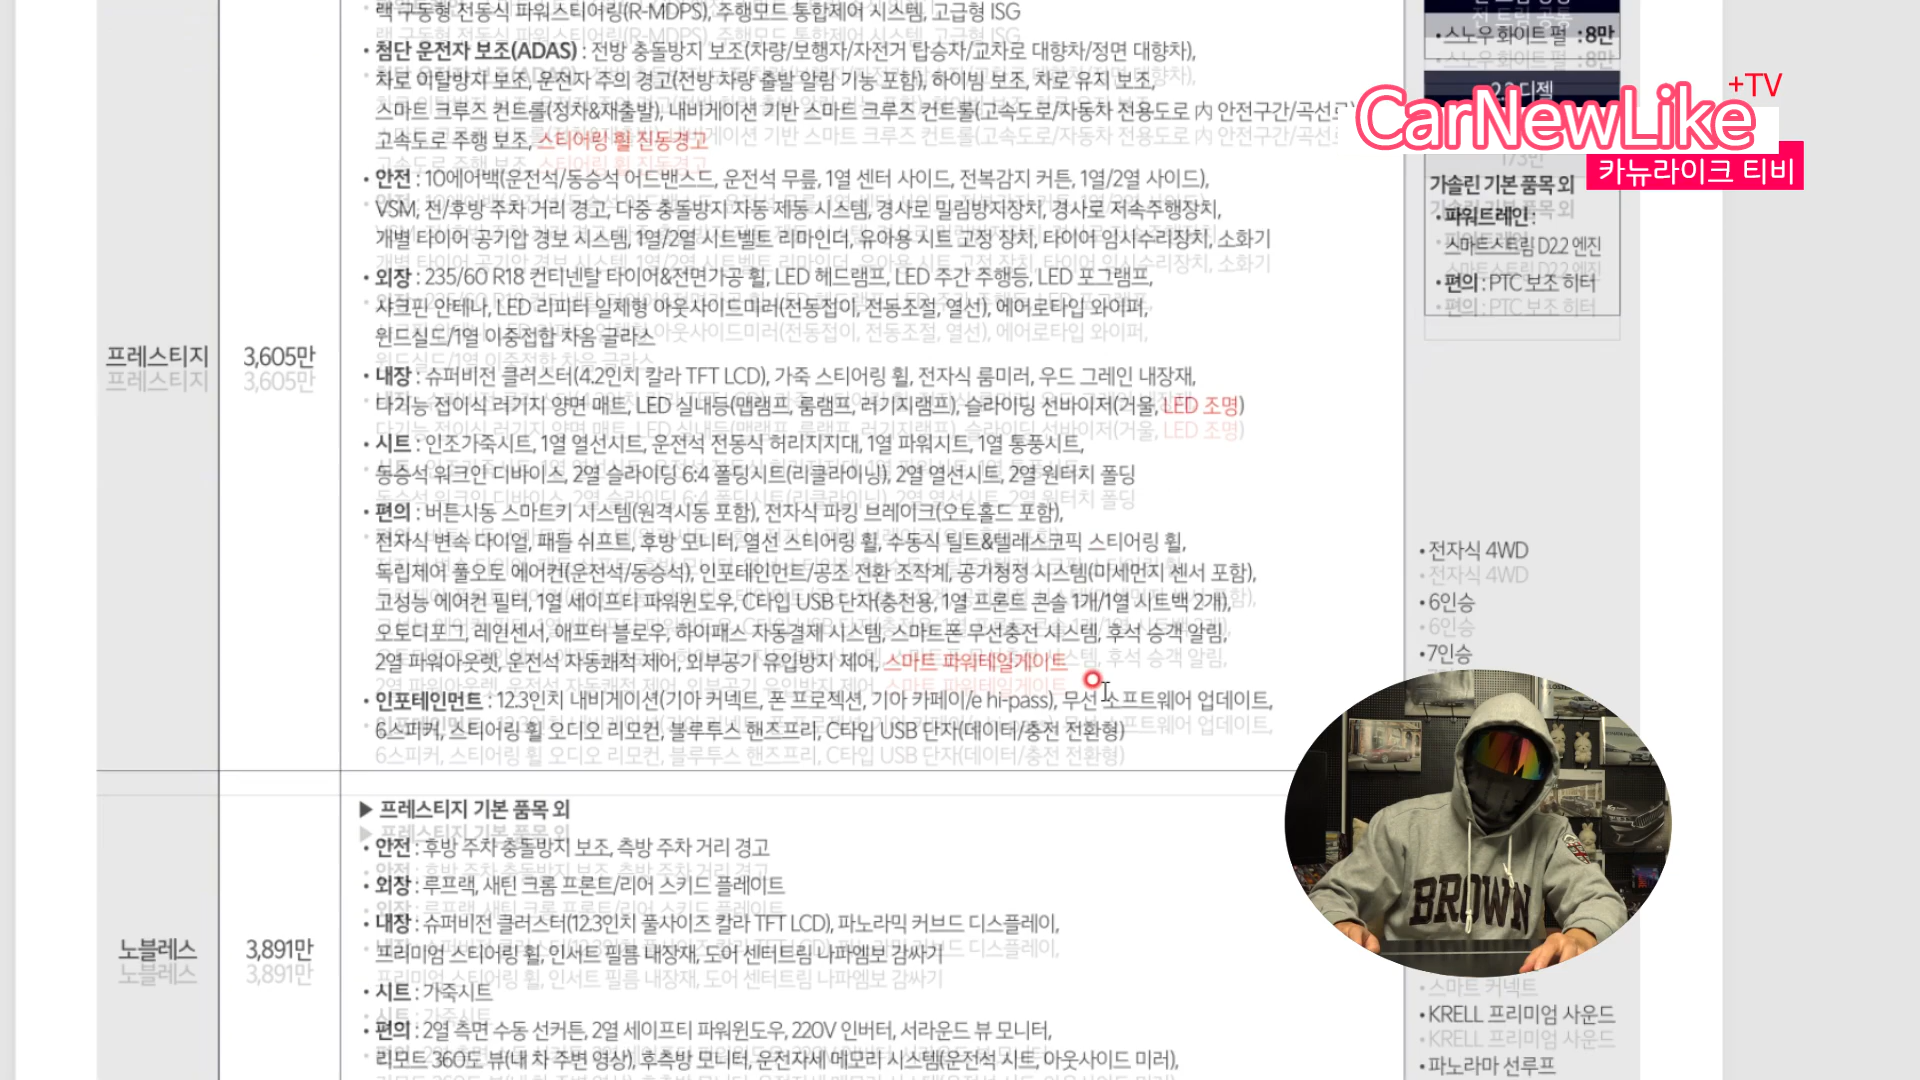 랙 구동형 전동식 파워스티어링(R-MDPS), 주행모드 통합제어 시스템, 고급형 ISG
• 첨단 운전자 보조(ADAS) : 전방 충돌방지 보조(차량/보행자/자전거 탑승자/교차로 대향차/정면 대향차),
차로 이탈방지 보조, 운전자 주의 경고(전방 차량 출발 알림 기능 포함), 하이빔 보조, 차로 유지 보조,
스마트 크루즈 컨트롤(정차&재출발), 내비게이션 기반 스마트 크루즈 컨트롤(고속도로/자동차 전용도로 內 안전구간/곡선로)
고속도로 주행 보조, 스티어링 휠 진동경고
• 안전 : 10에어백(운전석/동승석 어드밴스드, 운전석 무릎, 1열 센터 사이드, 전복감지 커튼, 1열/2열 사이드),
VSM, 전/후방 주차 거리 경고, 다중 충돌방지 자동 제동 시스템, 경사로 밀림방지장치, 경사로 저속주행장치,
개별 타이어 공기압 경보 시스템, 1열/2열 시트벨트 리마인더, 유아용 시트 고정 장치, 타이어 임시수리장치, 소화기
• 외장 : 235/60 R18 컨티넨탈 타이어&전면가공 휠, LED 헤드램프, LED 주간 주행등, LED 포그램프,
샤크핀 안테나, LED 리피터 일체형 아웃사이드미러(전동접이, 전동조절, 열선), 에어로타입 와이퍼,
윈드실드/1열 이중접합 차음 글라스
프레스티지 3,605만
• 내장 : 슈퍼비전 클러스터(4.2인치 칼라 TFT LCD), 가죽 스티어링 휠, 전자식 룸미러, 우드 그레인 내장재,
다기능 접이식 러기지 양면 매트, LED 실내등(맵램프, 룸램프, 러기지램프), 슬라이딩 선바이저(거울, LED 조명)
• 시트 : 인조가죽시트, 1열 열선시트, 운전석 전동식 허리지지대, 1열 파워시트, 1열 통풍시트,
동승석 워크인 디바이스, 2열 슬라이딩 6:4 폴딩시트(리클라이닝), 2열 열선시트, 2열 원터치 폴딩
• 편의 : 버튼시동 스마트키 시스템(원격시동 포함), 전자식 파킹 브레이크(오토홀드 포함),
전자식 변속 다이얼, 패들 쉬프트, 후방 모니터, 열선 스티어링 휠, 수동식 틸트&텔레스코픽 스티어링 휠,
독립제어 풀오토 에어컨(운전석/동승석), 인포테인먼트/공조 전환 조작계, 공기청정 시스템(미세먼지 센서 포함),
고성능 에어컨 필터, 1열 세이프티 파워윈도우, C타입 USB 단자(충전용, 1열 프론트 콘솔 1개/1열 시트백 2개),
오토디포그, 레인센서, 애프터 블로우, 하이패스 자동결제 시스템, 스마트폰 무선충전 시스템, 후석 승객 알림,
2열 파워아웃렛, 운전석 자동쾌적 제어, 외부공기 유입방지 제어, 스마트 파워테일게이트
• 인포테인먼트 : 12.3인치 내비게이션(기아 커넥트, 폰 프로젝션, 기아 카페이/e hi-pass), 무선 소프트웨어 업데이트,
6스피커, 스티어링 휠 오디오 리모컨, 블루투스 핸즈프리, C타입 USB 단자(데이터/충전 전환형)
▶ 프레스티지 기본 품목 외
• 안전 : 후방 주차 충돌방지 보조, 측방 주차 거리 경고
• 외장 : 루프랙, 새틴 크롬 프론트/리어 스키드 플레이트
노블레스 3,891만
• 내장 : 슈퍼비전 클러스터(12.3인치 풀사이즈 칼라 TFT LCD), 파노라믹 커브드 디스플레이,
프리미엄 스티어링 휠, 인서트 필름 내장재, 도어 센터트림 나파엠보 감싸기
• 시트 : 가죽시트
• 편의 : 2열 측면 수동 선커튼, 2열 세이프티 파워윈도우, 220V 인버터, 서라운드 뷰 모니터,
리모트 360도 뷰(내 차 주변 영상), 후측방 모니터, 운전자세 메모리 시스템(운전석 시트, 아웃사이드 미러),
전 트림 공통
• 스노우 화이트 펄 : 8만
2.2 디젤
+TV
CarNewLike
카뉴라이크 티비
173만
가솔린 기본 품목 외
• 파워트레인 :
스마트스트림 D2.2 엔진
• 편의 : PTC 보조 히터
• 전자식 4WD
• 6인승
• 7인승
BROWN
• 스마트 커넥트
• KRELL 프리미엄 사운드
• 파노라마 선루프